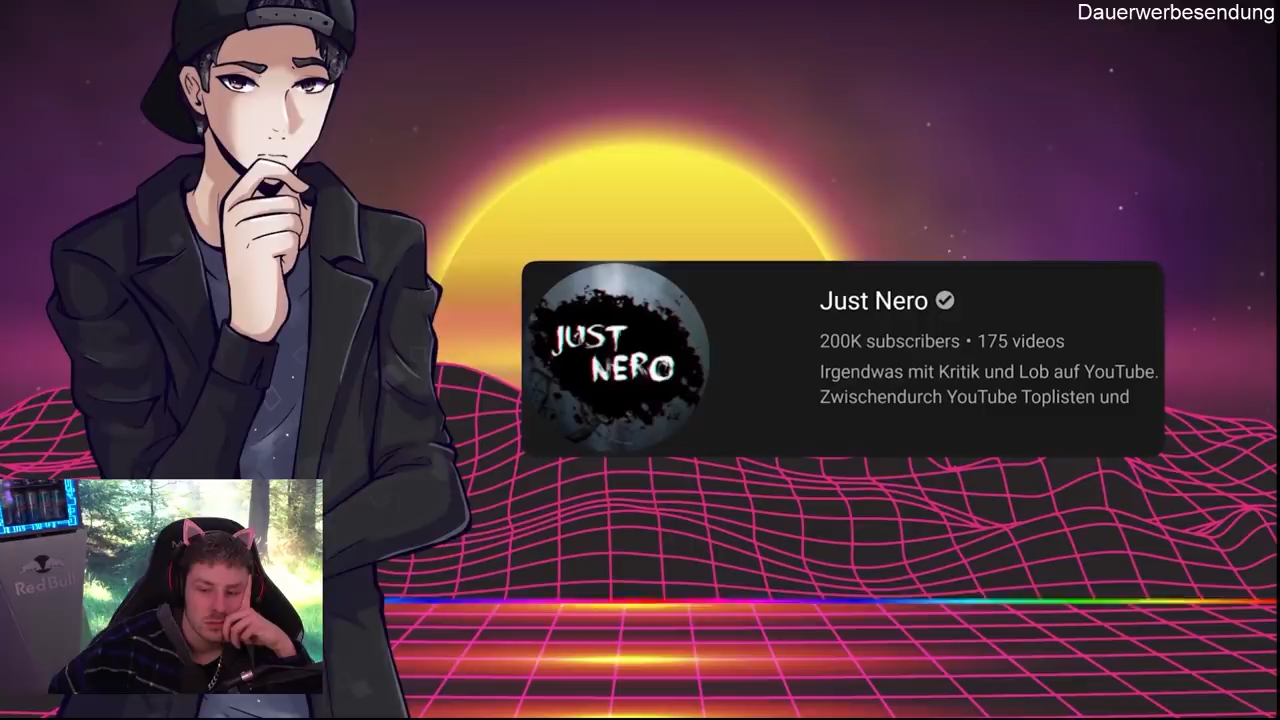 Dauerwerbesendung
JUST
NERO
Just Nero
200K subscribers • 175 videos
Irgendwas mit Kritik und Lob auf YouTube.
Zwischendurch YouTube Toplisten und
Red Bull